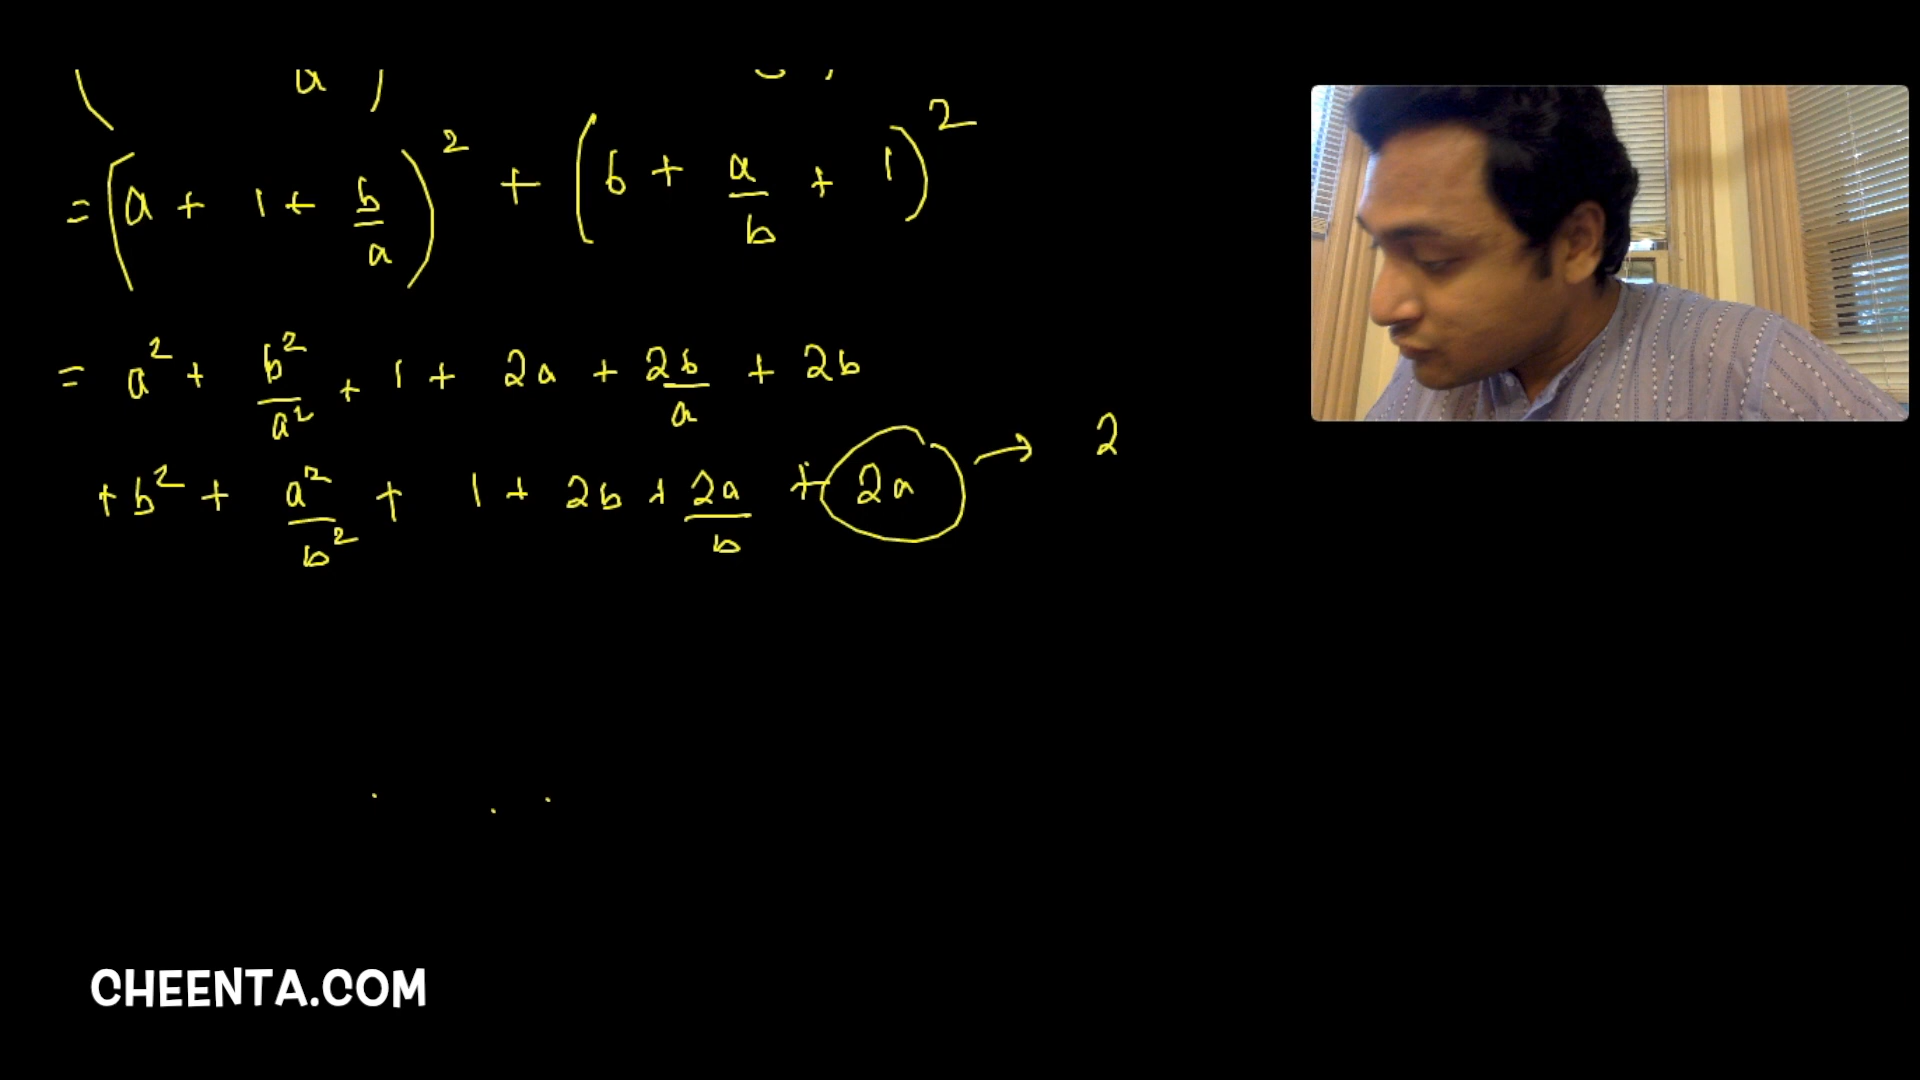 ( a )
= (a + 1 + b/a)² + (b + a/b + 1)²
= a² + b²/a² + 1 + 2a + 2b/a + 2b
+ b² + a²/b² + 1 + 2b + 2a/b + 2a → 2
CHEENTA.COM